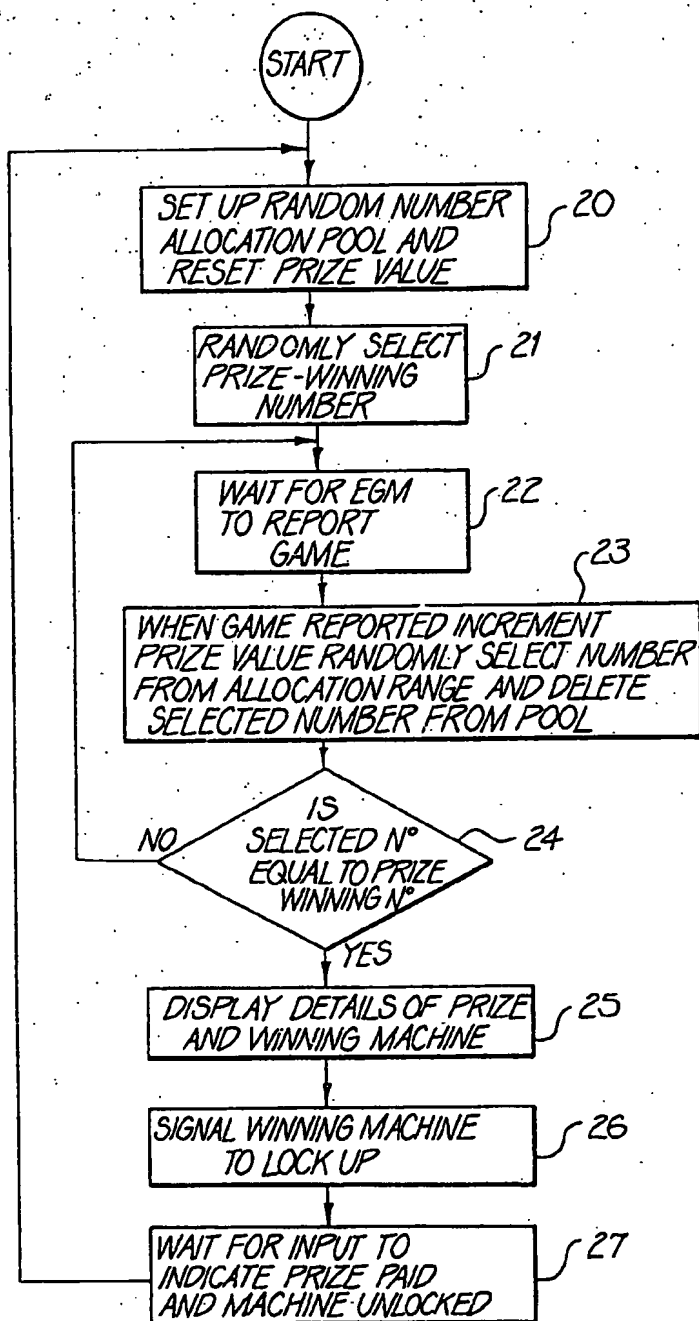 START
SET UP RANDOM NUMBER
ALLOCATION POOL AND
RESET PRIZE VALUE
20
RANDOMLY SELECT
PRIZE-WINNING
NUMBER
21
WAIT FOR EGM
TO REPORT
GAME
22
23
WHEN GAME REPORTED INCREMENT
PRIZE VALUE RANDOMLY SELECT NUMBER
FROM ALLOCATION RANGE AND DELETE
SELECTED NUMBER FROM POOL
IS
SELECTED Nº
EQUAL TO PRIZE
WINNING Nº
24
NO
YES
DISPLAY DETAILS OF PRIZE
AND WINNING MACHINE
25
SIGNAL WINNING MACHINE
TO LOCK UP
26
WAIT FOR INPUT TO
INDICATE PRIZE PAID
AND MACHINE UNLOCKED
27